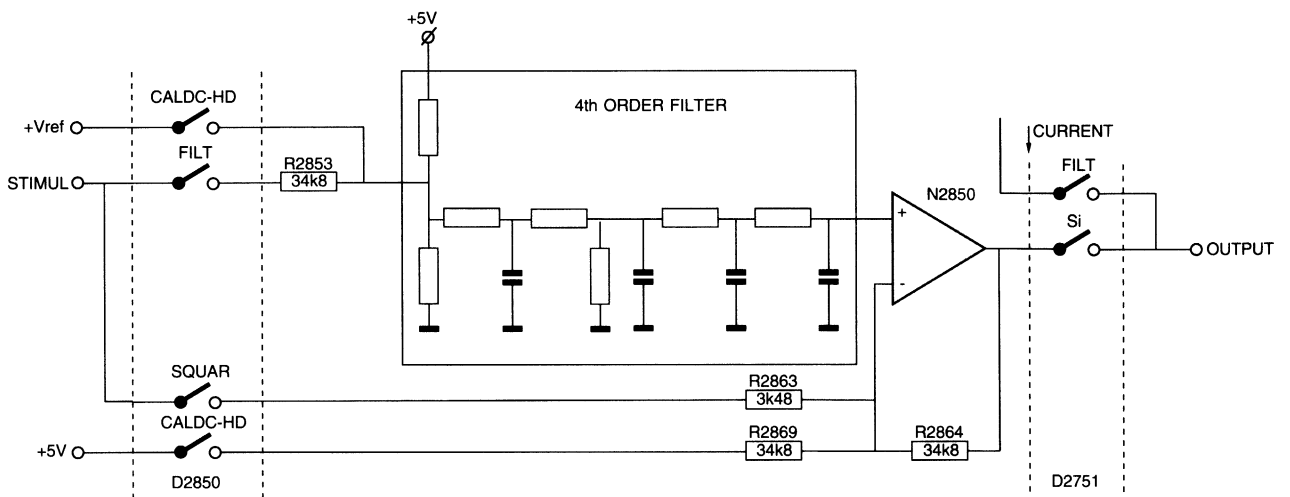 +5V
CALDC-HD
4th ORDER FILTER
+Vref
CURRENT
FILT
R2853
FILT
STIMUL
34k8
N2850
+
Si
OUTPUT
-
SQUAR
R2863
3k48
CALDC-HD
R2869
R2864
+5V
34k8
34k8
D2850
D2751